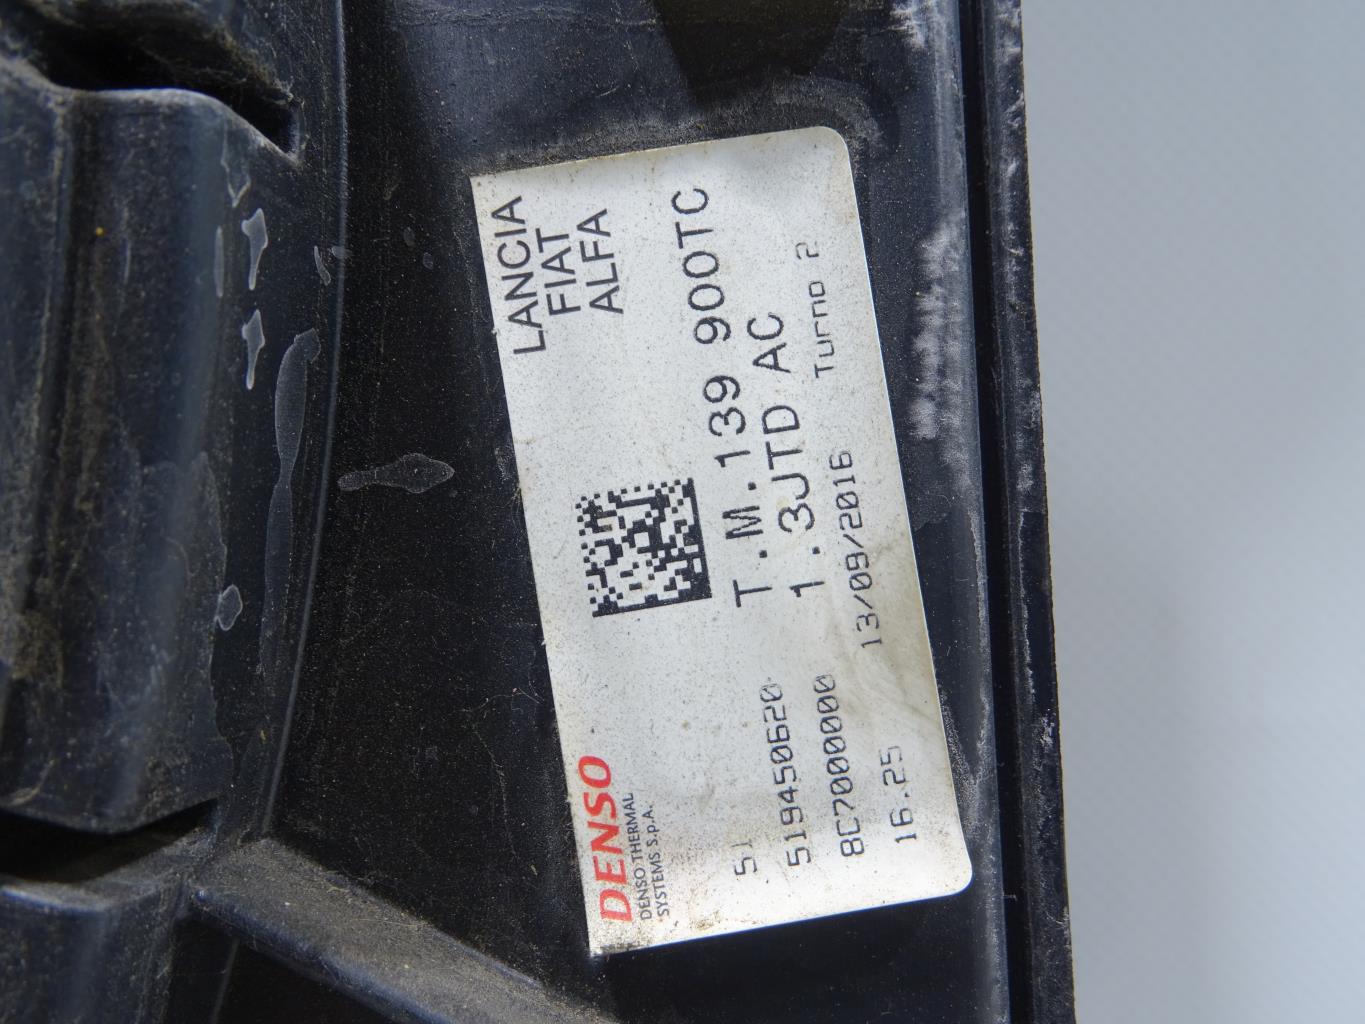 LANCIA
FIAT
ALFA
DENSO
DENSO THERMAL
SYSTEMS S.p.A.
51 T.M.139 900TC
519450620 1.3JTD AC
8C7000000 13/09/2016 Turno 2
16.25